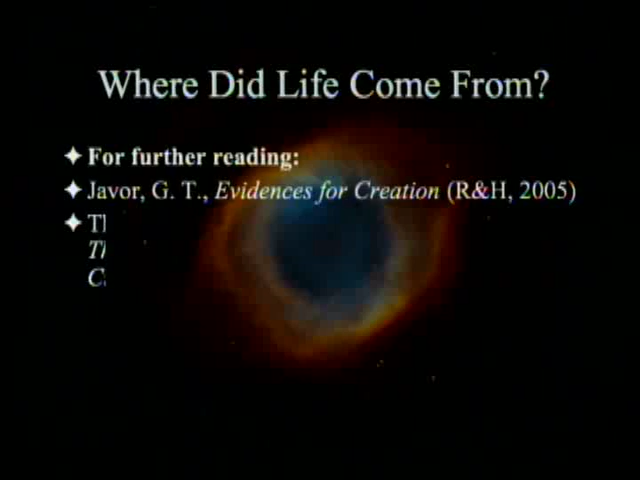 Where Did Life Come From?
For further reading:
Javor, G. T., Evidences for Creation (R&H, 2005)